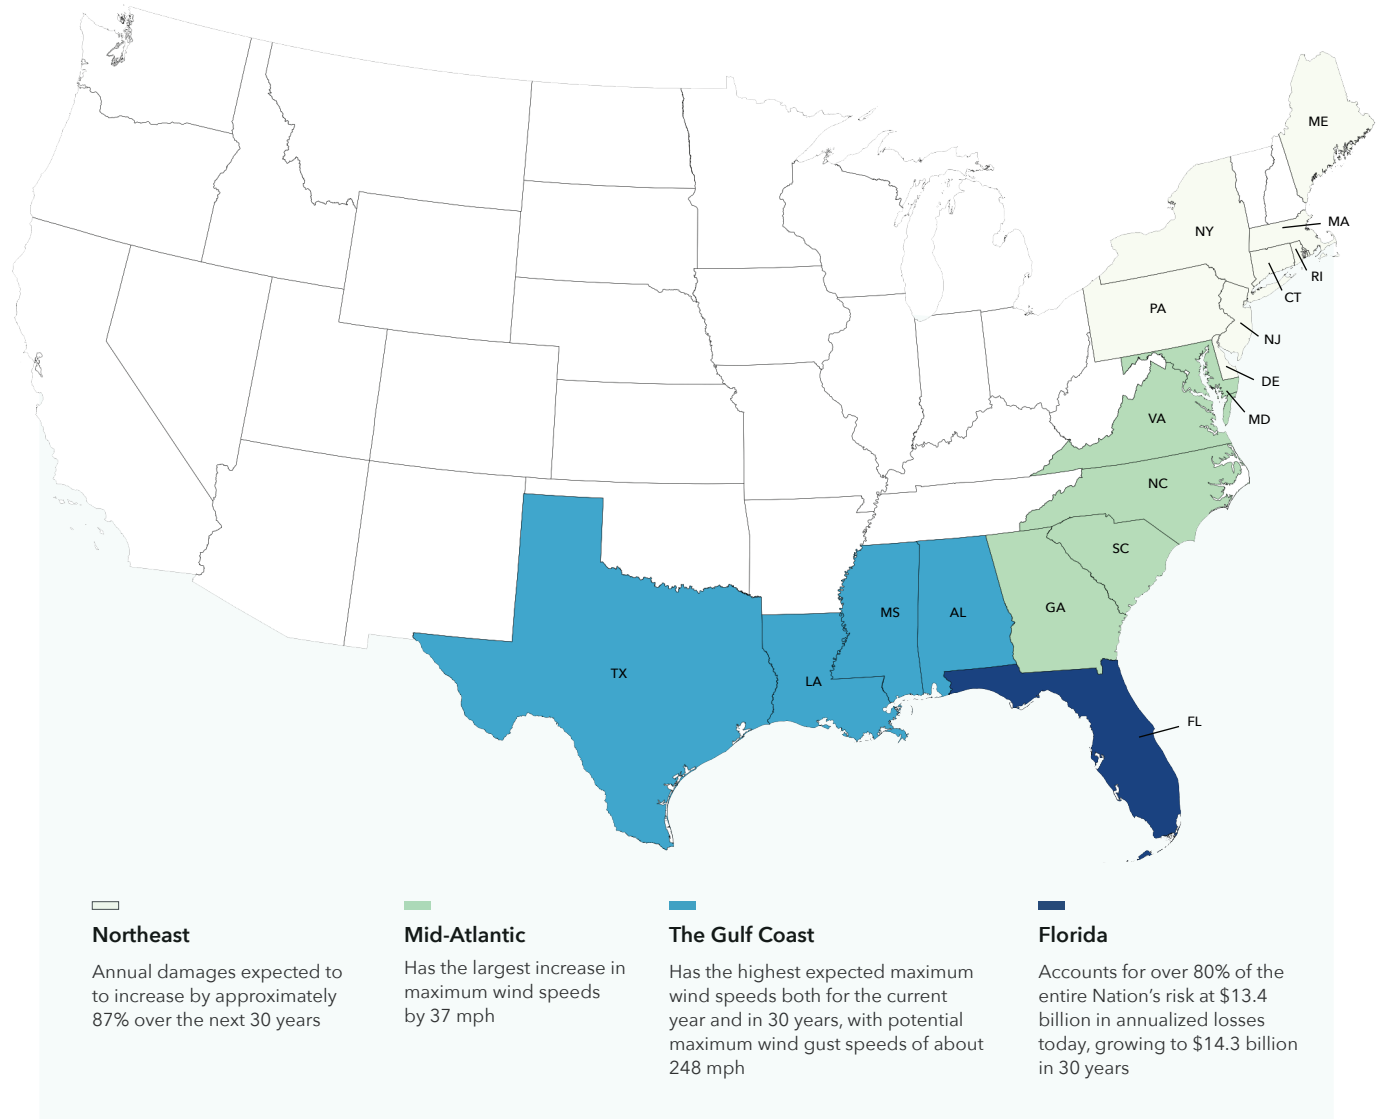 ME
MA
NY
RI
CT
PA
NJ
DE
MD
VA
NC
SC
GA
MS
AL
TX
LA
FL
Northeast
Annual damages expected to
to increase by approximately
87% over the next 30 years
Mid-Atlantic
Has the largest increase in
maximum wind speeds
by 37 mph
The Gulf Coast
Has the highest expected maximum
wind speeds both for the current
year and in 30 years, with potential
maximum wind gust speeds of about
248 mph
Florida
Accounts for over 80% of the
entire Nation’s risk at $13.4
billion in annualized losses
today, growing to $14.3 billion
in 30 years